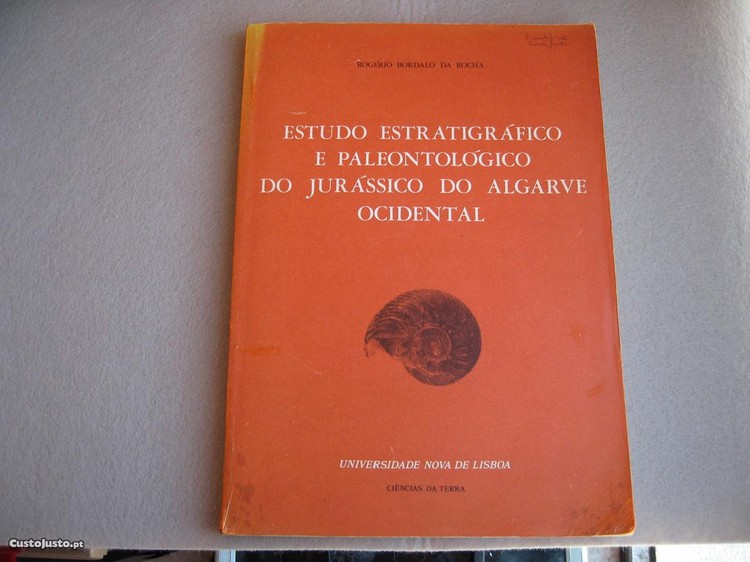 ROGÉRIO BORDALO DA ROCHA
ESTUDO ESTRATIGRÁFICO
E PALEONTOLÓGICO
DO JURÁSSICO DO ALGARVE
OCIDENTAL
UNIVERSIDADE NOVA DE LISBOA
CIÊNCIAS DA TERRA
CustoJusto.pt